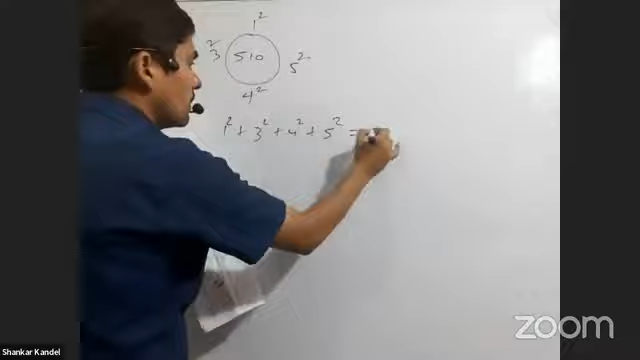 1²
3² 510 5²
4²
1² + 3² + 4² + 5² =
Shankar Kandel
zoom